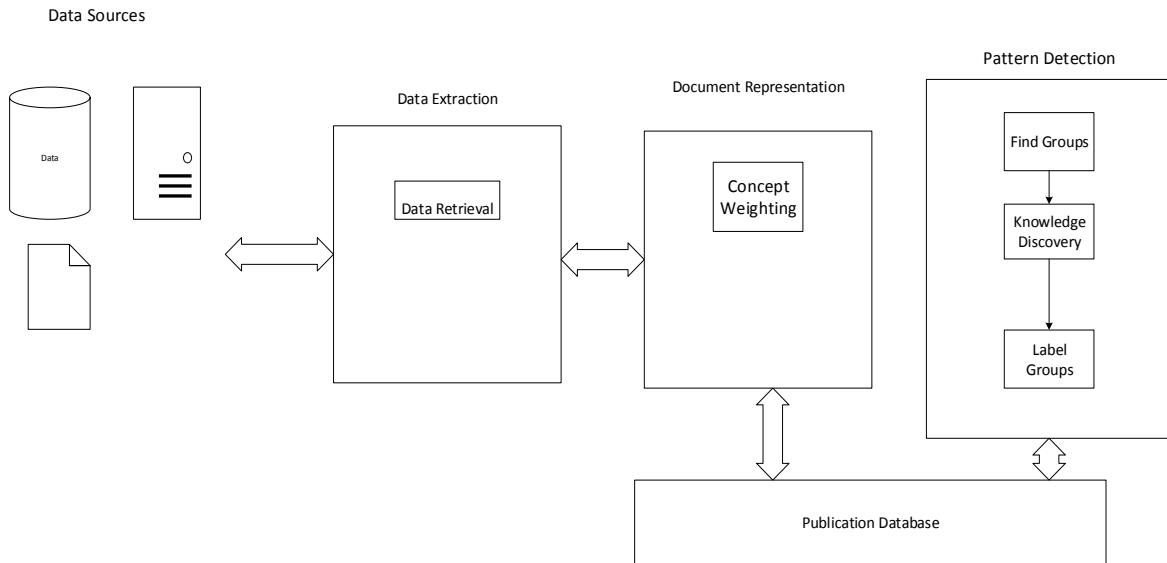 Data Sources
Data
Data Extraction
Data Retrieval
Document Representation
Concept
Weighting
Pattern Detection
Find Groups
Knowledge
Discovery
Label
Groups
Publication Database